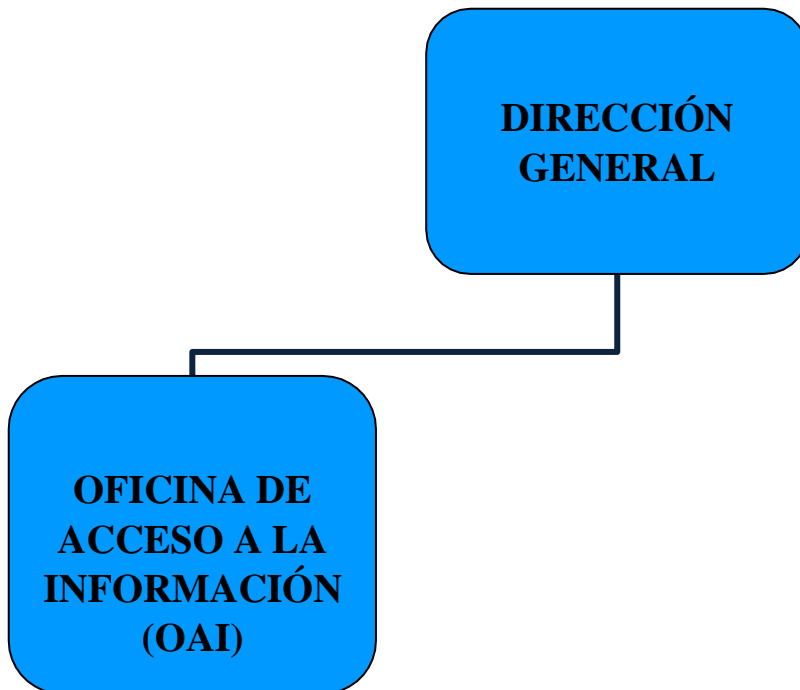 DIRECCIÓN
GENERAL
OFICINA DE
ACCESO A LA
INFORMACIÓN
(OAI)